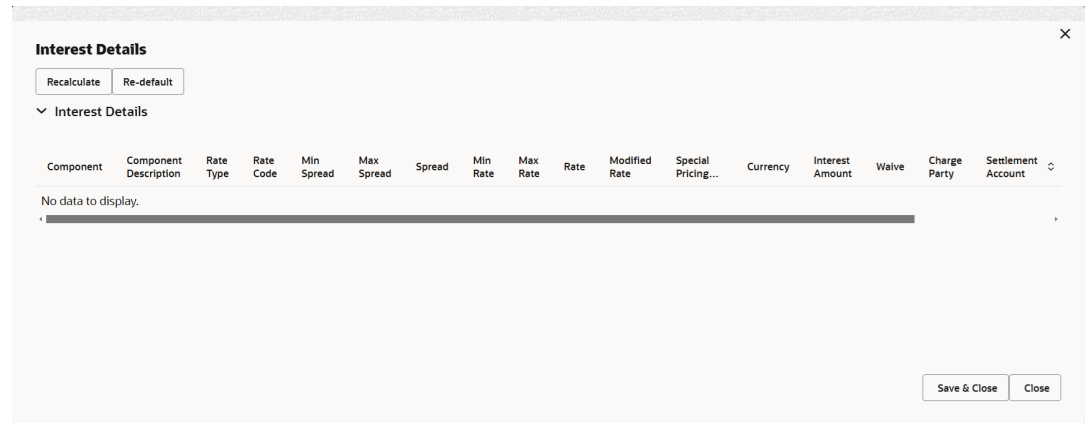 Interest Details
Recalculate Re-default
Interest Details
Component Component Description Rate Type Rate Code Min Spread Max Spread Spread Min Rate Max Rate Rate Modified Rate Special Pricing... Currency Interest Amount Waive Charge Party Settlement Account
No data to display.
Save & Close Close